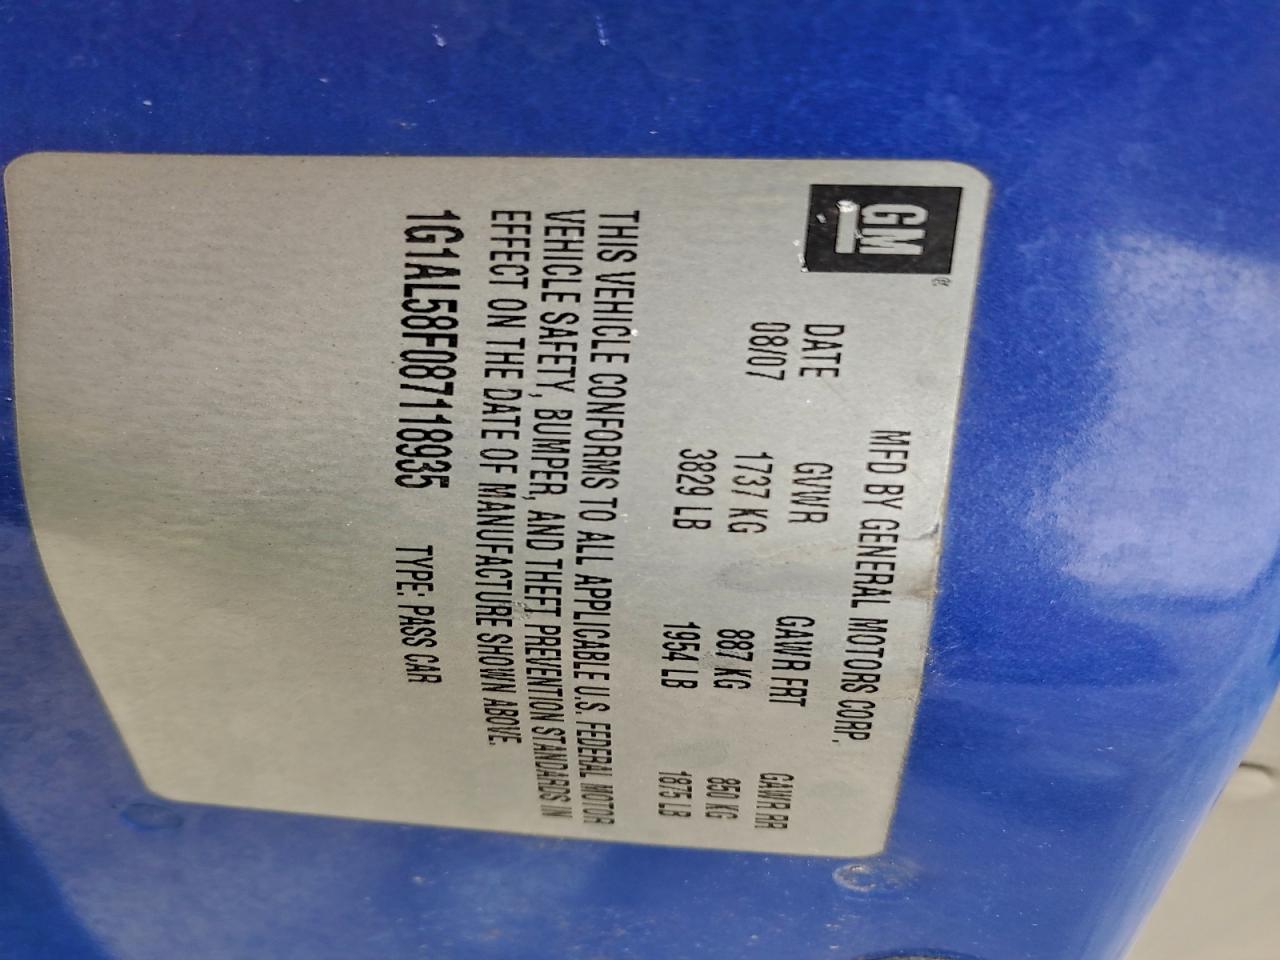 GM
MFD BY GENERAL MOTORS CORP.
DATE GVWR GAWR FRT GAWR RR
08/07 1737 KG 887 KG 850 KG
3829 LB 1954 LB 1875 LB
THIS VEHICLE CONFORMS TO ALL APPLICABLE U.S. FEDERAL MOTOR
VEHICLE SAFETY, BUMPER, AND THEFT PREVENTION STANDARDS IN
EFFECT ON THE DATE OF MANUFACTURE SHOWN ABOVE.
1G1AL58F087118935 TYPE: PASS CAR